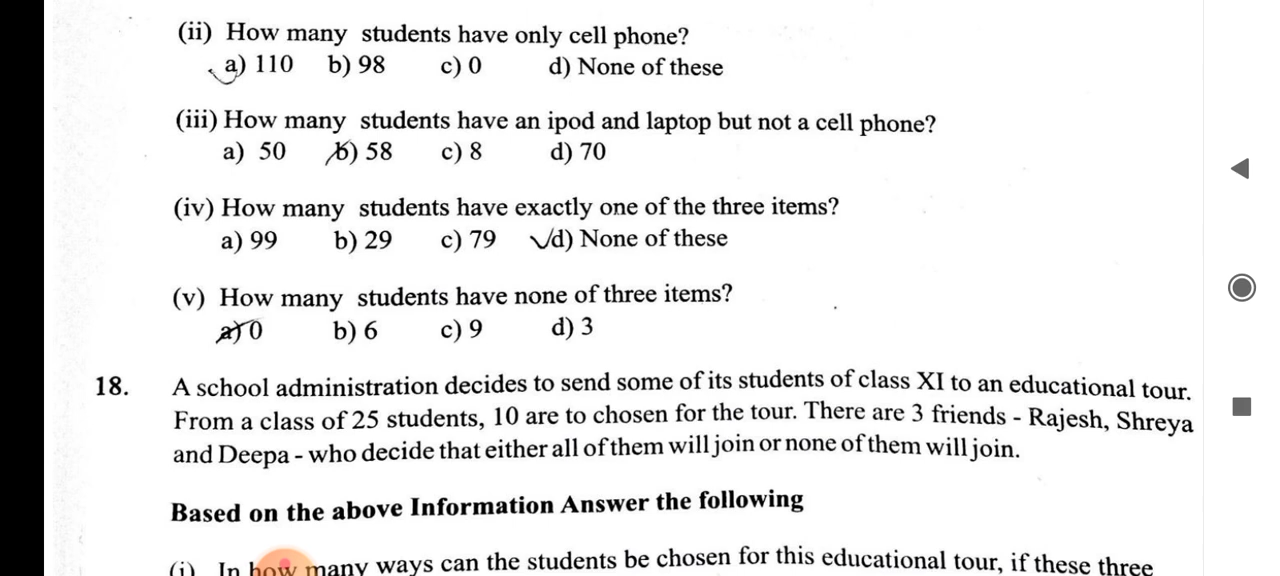 (ii) How many students have only cell phone?
a) 110 b) 98 c) 0 d) None of these
(iii) How many students have an ipod and laptop but not a cell phone?
a) 50 b) 58 c) 8 d) 70
(iv) How many students have exactly one of the three items?
a) 99 b) 29 c) 79 d) None of these
(v) How many students have none of three items?
a) 0 b) 6 c) 9 d) 3
18. A school administration decides to send some of its students of class XI to an educational tour.
From a class of 25 students, 10 are to chosen for the tour. There are 3 friends - Rajesh, Shreya
and Deepa - who decide that either all of them will join or none of them will join.
Based on the above Information Answer the following
(i) In how many ways can the students be chosen for this educational tour, if these three